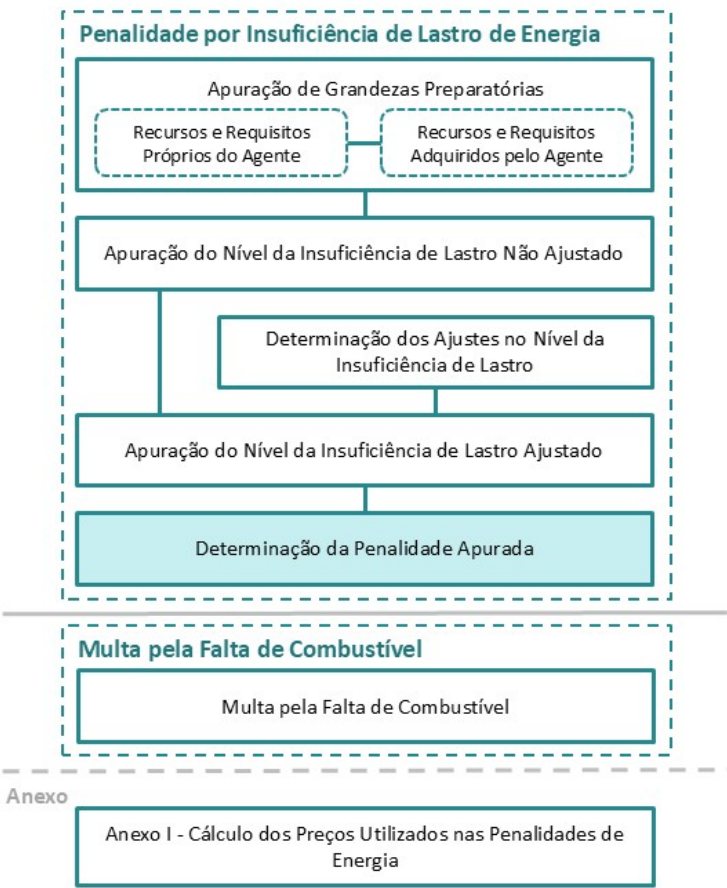 Penalidade por Insuficiência de Lastro de Energia
Apuração de Grandezas Preparatórias
Recursos e Requisitos
Próprios do Agente
Recursos e Requisitos
Adquiridos pelo Agente
Apuração do Nível da Insuficiência de Lastro Não Ajustado
Determinação dos Ajustes no Nível da
Insuficiência de Lastro
Apuração do Nível da Insuficiência de Lastro Ajustado
Determinação da Penalidade Apurada
Multa pela Falta de Combustível
Multa pela Falta de Combustível
Anexo
Anexo I - Cálculo dos Preços Utilizados nas Penalidades de
Energia